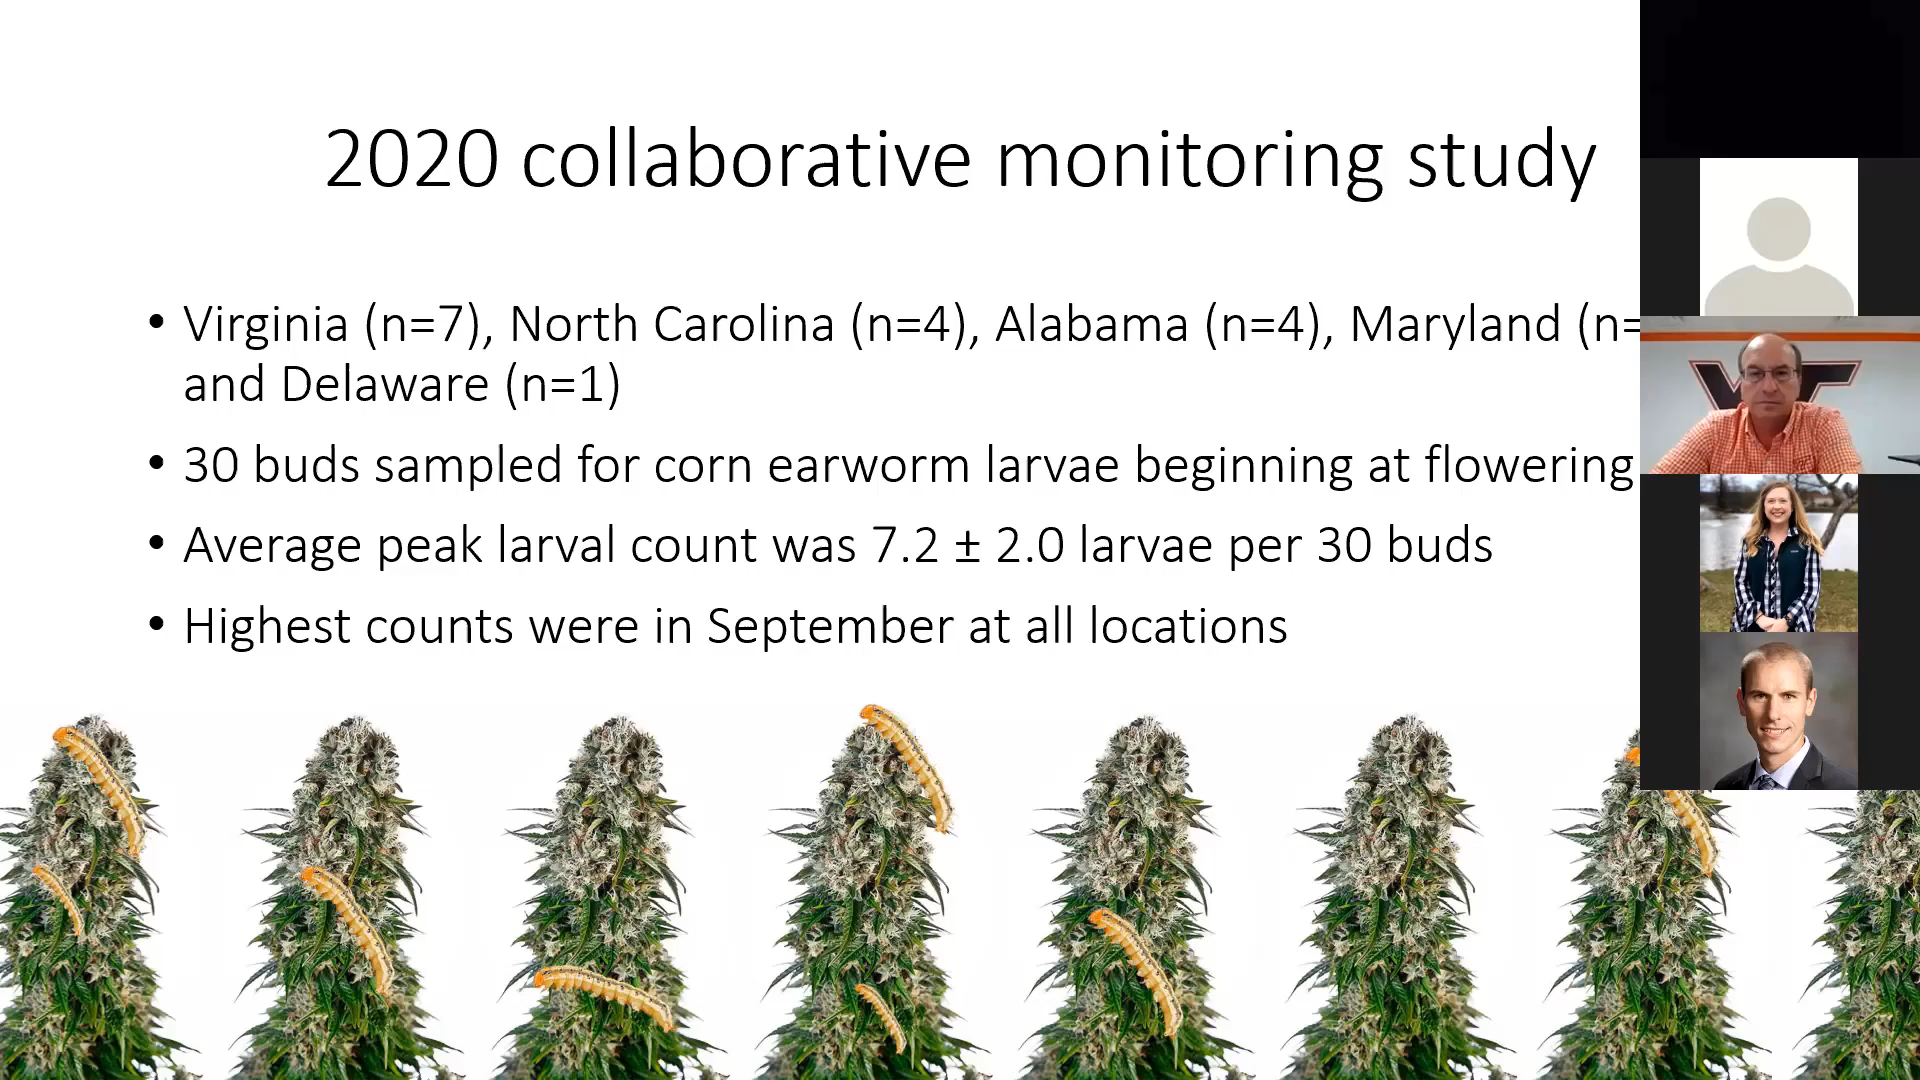 2020 collaborative monitoring study
• Virginia (n=7), North Carolina (n=4), Alabama (n=4), Maryland (n=
and Delaware (n=1)
• 30 buds sampled for corn earworm larvae beginning at flowering
• Average peak larval count was 7.2 ± 2.0 larvae per 30 buds
• Highest counts were in September at all locations